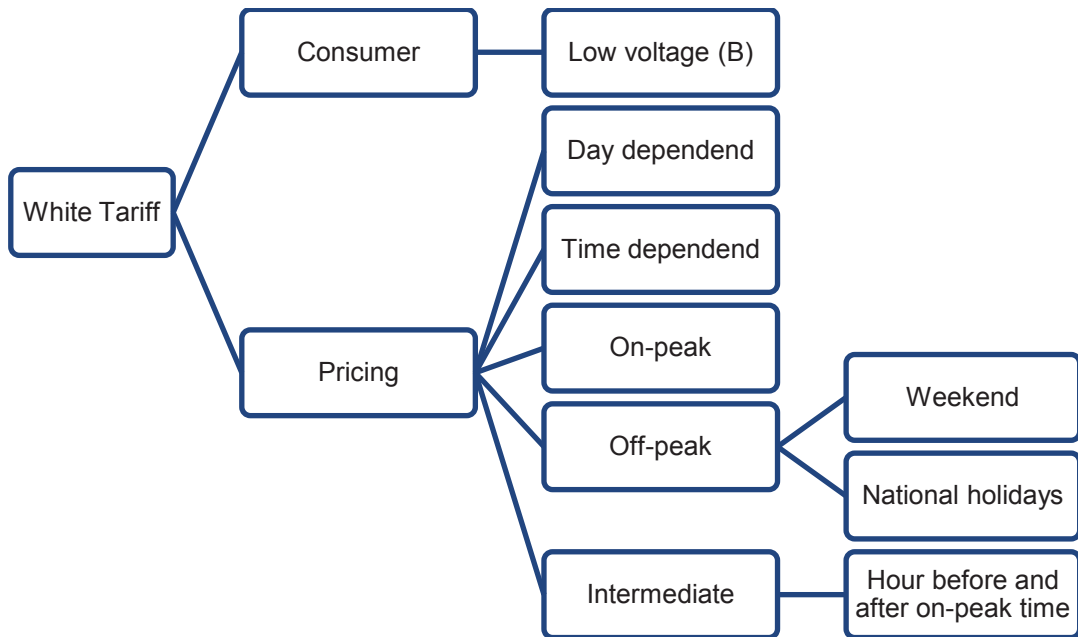 Consumer
Low voltage (B)
Day dependend
White Tariff
Time dependend
On-peak
Pricing
Weekend
Off-peak
National holidays
Intermediate
Hour before and
after on-peak time